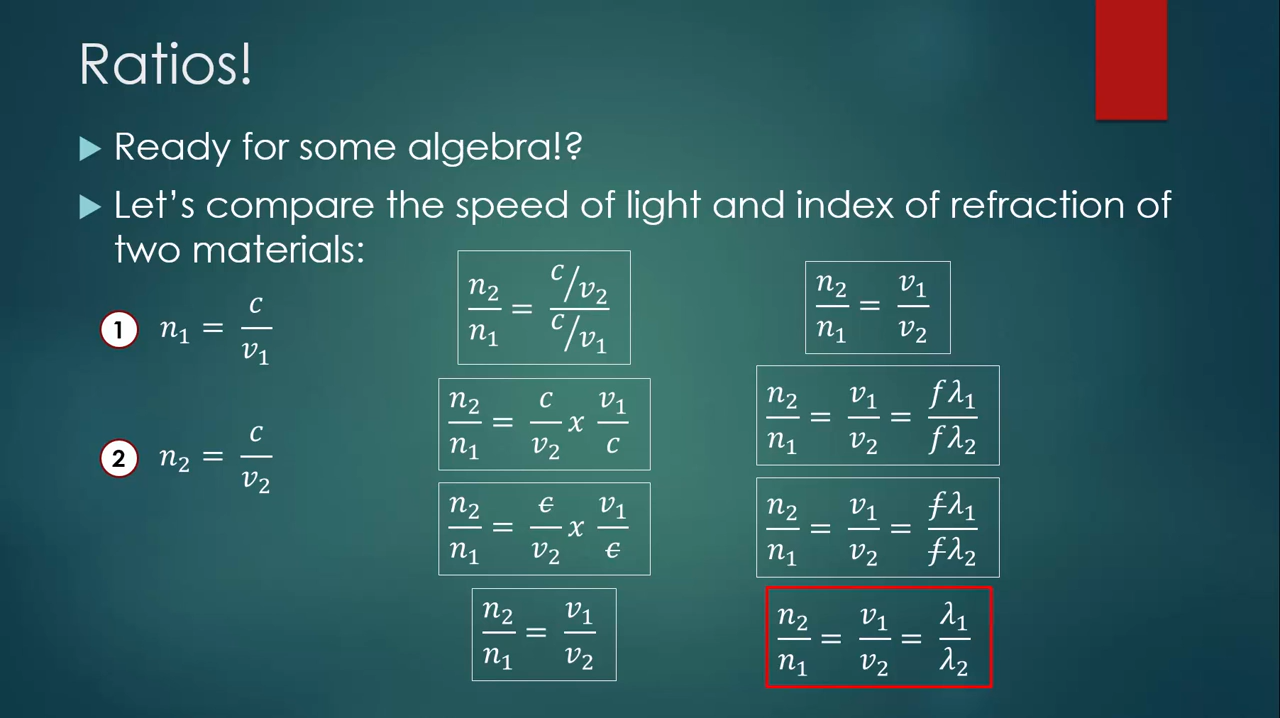 Ratios!
Ready for some algebra!?
Let's compare the speed of light and index of refraction of
two materials:
1 n₁ = c/v₁
2 n₂ = c/v₂
n₂/n₁ = (c/v₂)/(c/v₁)
n₂/n₁ = c/v₂ x v₁/c
n₂/n₁ = c̶/v₂ x v₁/c̶
n₂/n₁ = v₁/v₂
n₂/n₁ = v₁/v₂
n₂/n₁ = v₁/v₂ = fλ₁/fλ₂
n₂/n₁ = v₁/v₂ = f̶λ₁/f̶λ₂
n₂/n₁ = v₁/v₂ = λ₁/λ₂